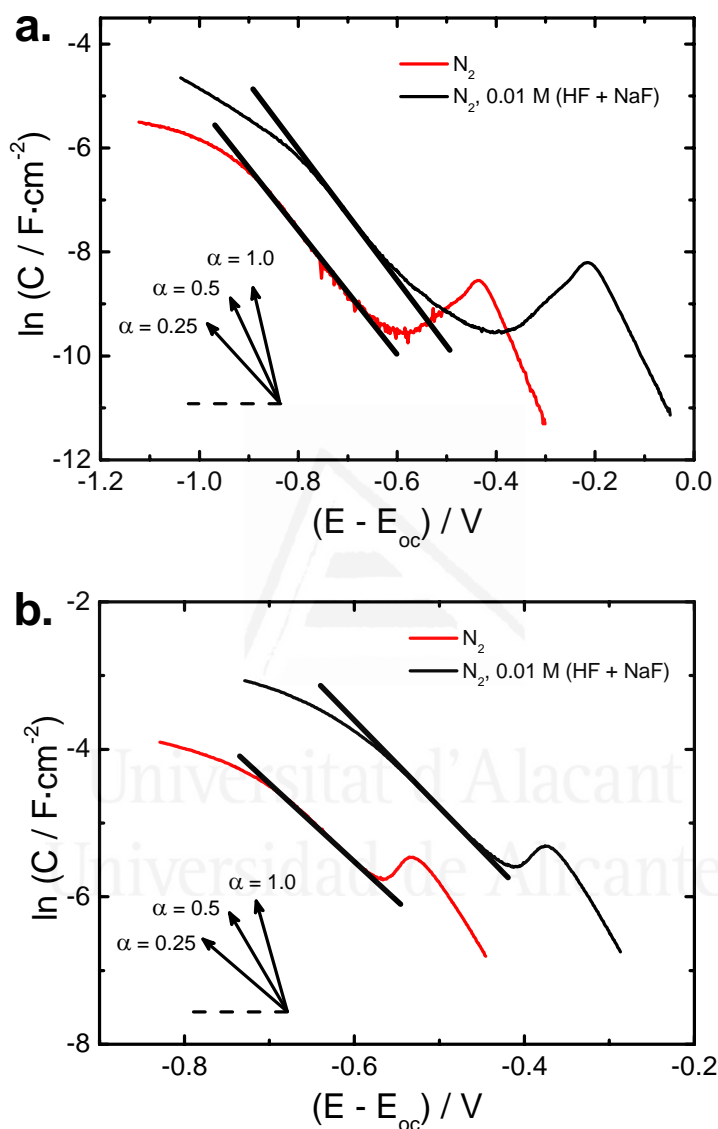 a.
-4
-6
-8
-10
-12
ln (C / F·cm⁻²)
N₂
N₂, 0.01 M (HF + NaF)
α = 1.0
α = 0.5
α = 0.25
-1.2 -1.0 -0.8 -0.6 -0.4 -0.2 0.0
(E - Eₒc) / V
b.
-2
-4
-6
-8
ln (C / F·cm⁻²)
N₂
N₂, 0.01 M (HF + NaF)
Universitat d'Alacant
Universidad de Alicante
α = 1.0
α = 0.5
α = 0.25
-0.8 -0.6 -0.4 -0.2
(E - Eₒc) / V